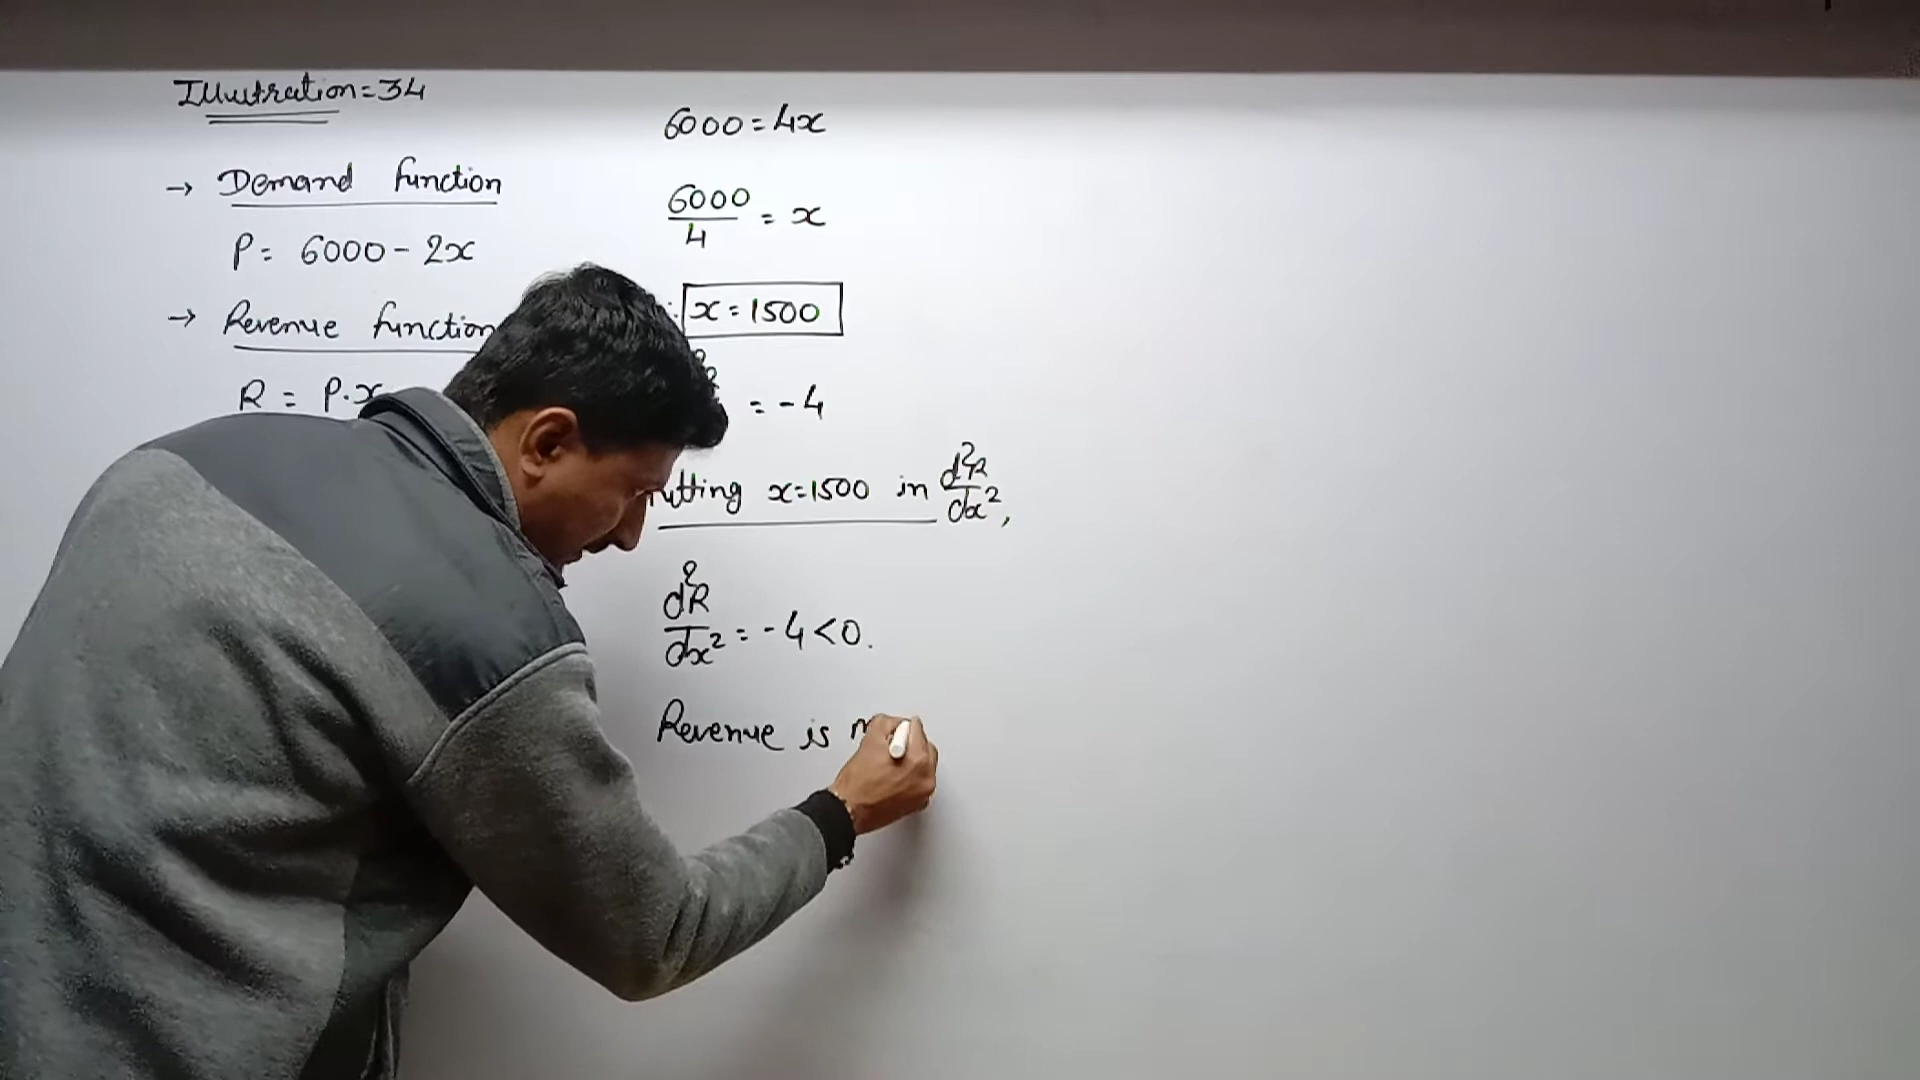 Illustration=34
→ Demand function
P= 6000-2x
→ Revenue function
R = P.x
6000=4x
6000/4 = x
x=1500
= -4
x=1500 in d²R/dx²,
d²R/dx² = -4<0.
Revenue is